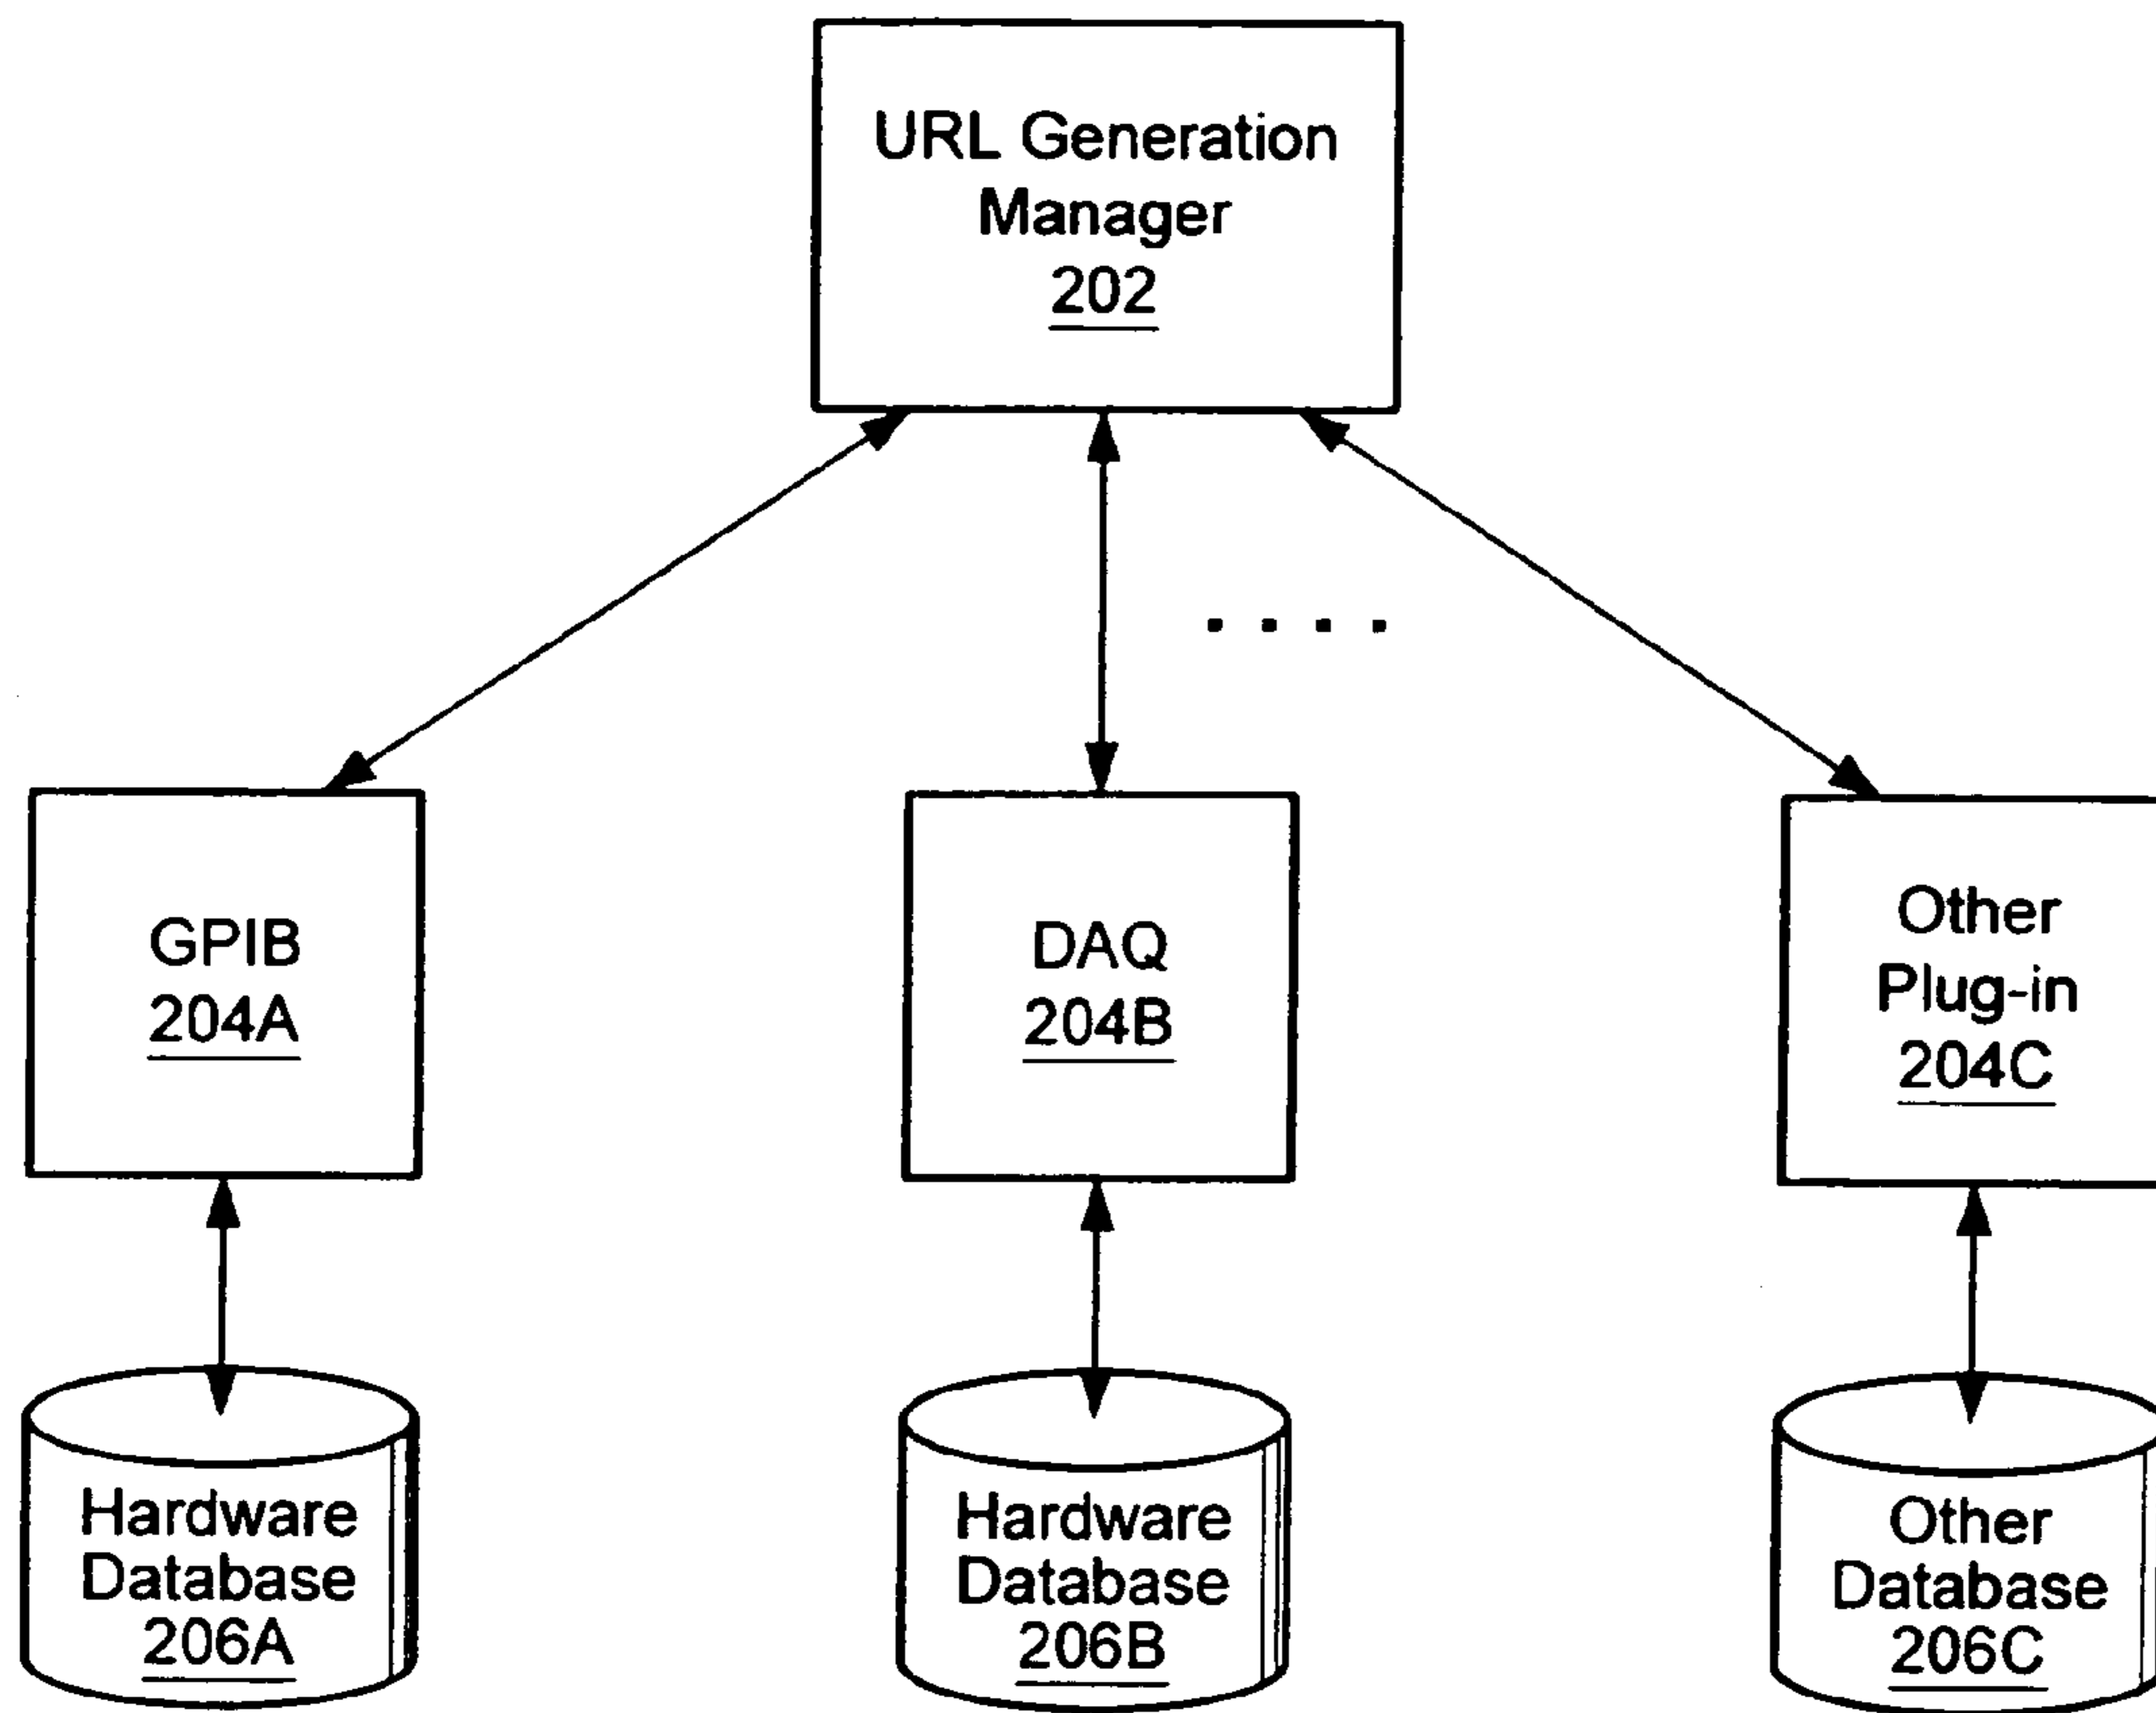 URL Generation
Manager
202
GPIB
204A
DAQ
204B
Other
Plug-in
204C
Hardware
Database
206A
Hardware
Database
206B
Other
Database
206C